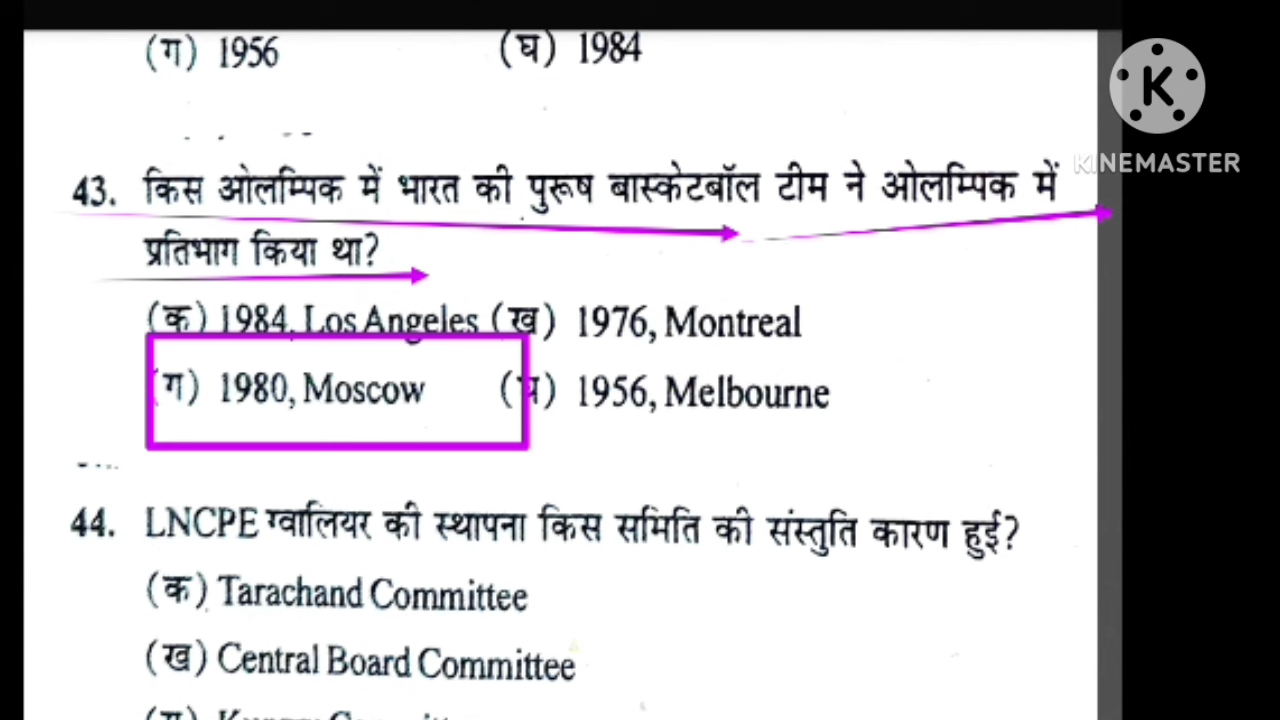 (ग) 1956 (घ) 1984
K
KINEMASTER
43. किस ओलम्पिक में भारत की पुरूष बास्केटबॉल टीम ने ओलम्पिक में
प्रतिभाग किया था?
(क) 1984, Los Angeles (ख) 1976, Montreal
(ग) 1980, Moscow (घ) 1956, Melbourne
44. LNCPE ग्वालियर की स्थापना किस समिति की संस्तुति कारण हुई?
(क) Tarachand Committee
(ख) Central Board Committee